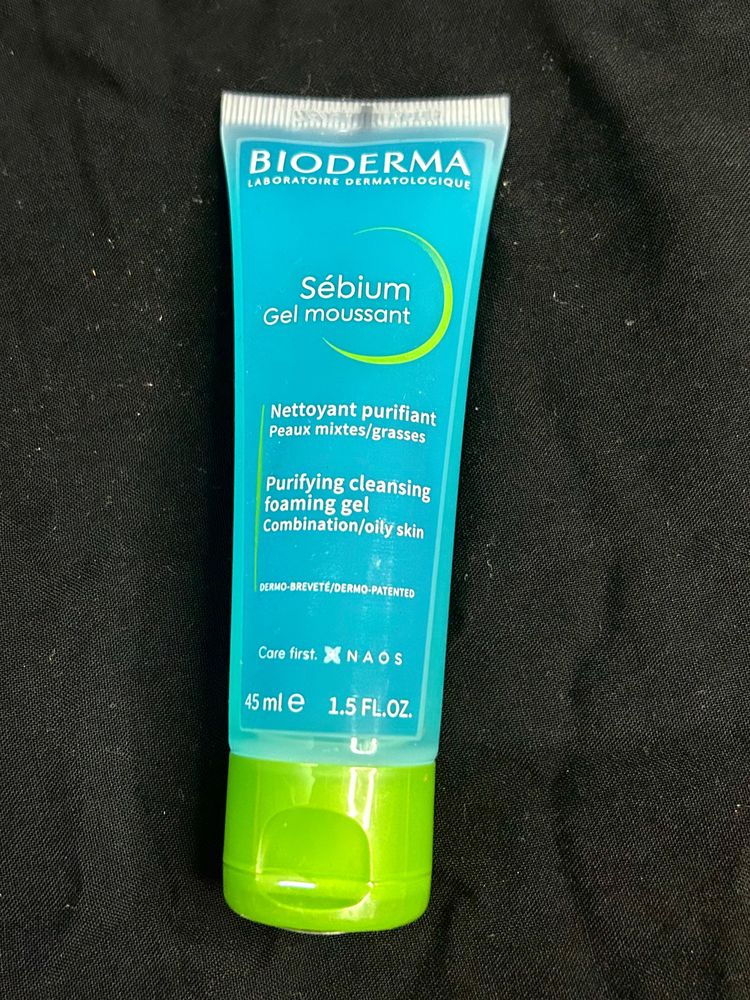 BIODERMA
LABORATOIRE DERMATOLOGIQUE
Sébium
Gel moussant
Nettoyant purifiant
Peaux mixtes/grasses
Purifying cleansing
foaming gel
Combination/oily skin
DERMO-BREVETÉ/DERMO-PATENTED
Care first. NAOS
45 ml e 1.5 FL.OZ.